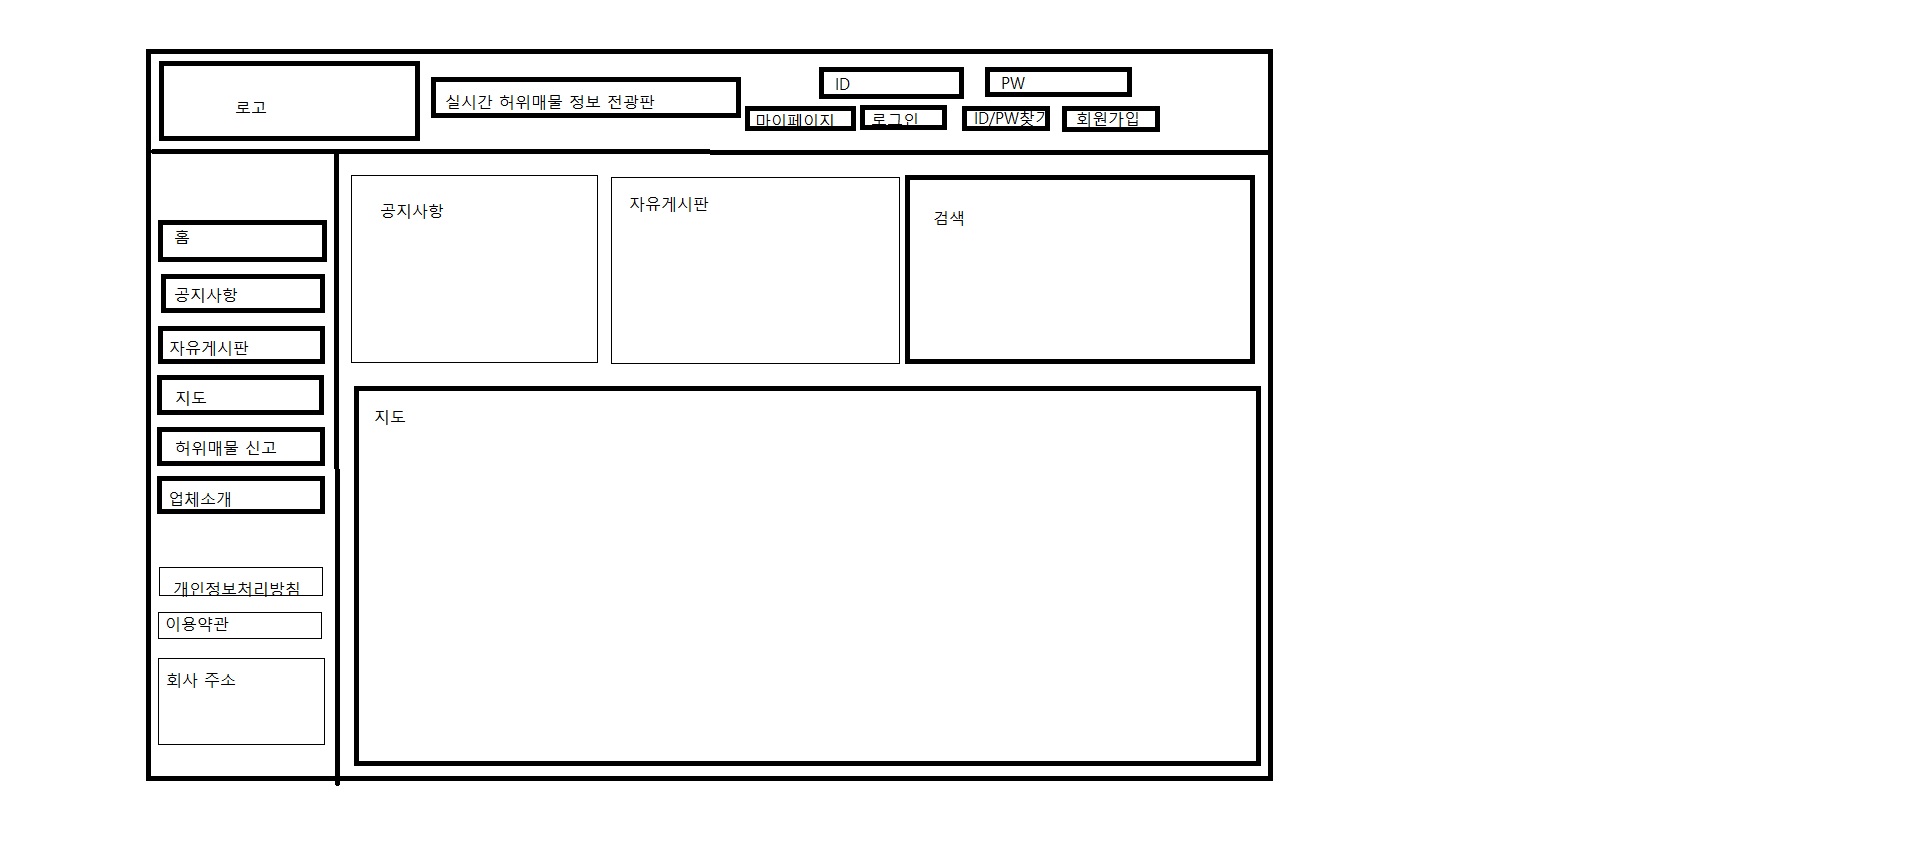 로고
실시간 허위매물 정보 전광판
ID
PW
마이페이지
로그인
ID/PW찾기
회원가입
홈
공지사항
자유게시판
지도
허위매물 신고
업체소개
개인정보처리방침
이용약관
회사 주소
공지사항
자유게시판
검색
지도